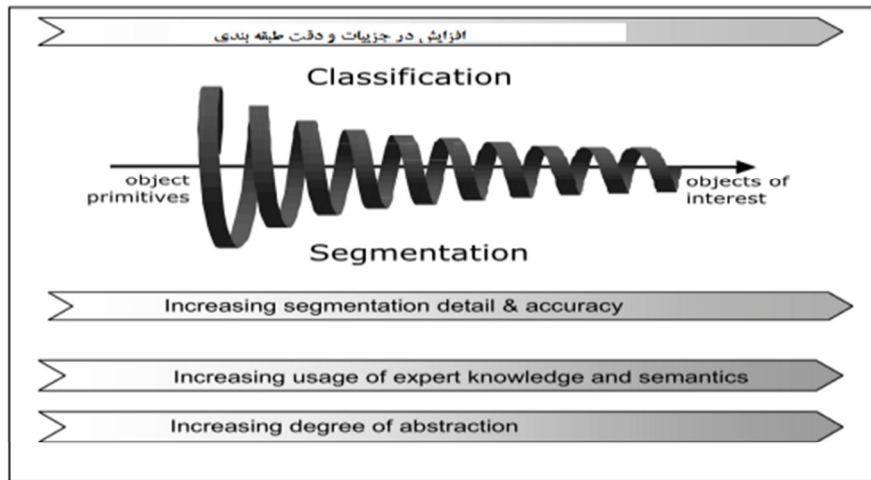 افزایش در جزییات و دقت طبقه بندی
Classification
object
primitives
objects of
interest
Segmentation
Increasing segmentation detail & accuracy
Increasing usage of expert knowledge and semantics
Increasing degree of abstraction